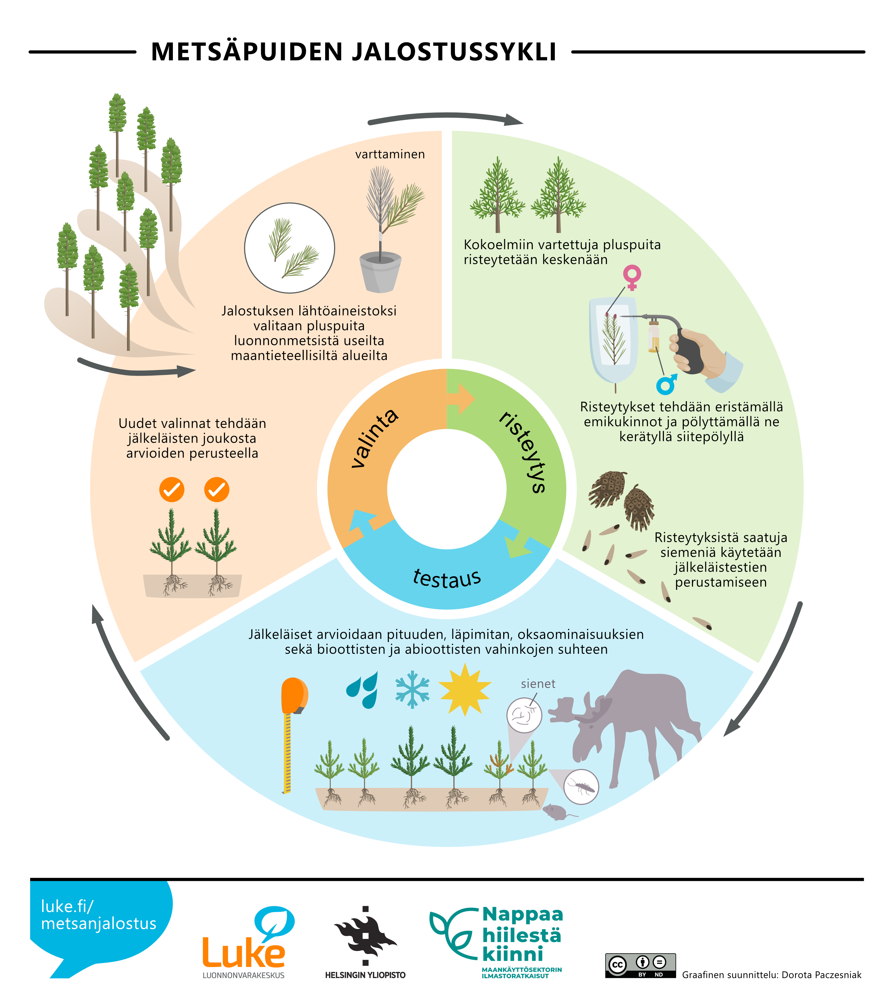 METSÄPUIDEN JALOSTUSSYKLI
varttaminen
Jalostuksen lähtöaineistoksi
valitaan pluspuita
luonnonmetsistä useilta
maantieteellisiltä alueilta
Kokoelmiin vartettuja pluspuita
risteytetään keskenään
Risteytykset tehdään eristämällä
emikukinnot ja pölyttämällä ne
kerätyllä siitepölyllä
Risteytyksistä saatuja
siemeniä käytetään
jälkeläistestien
perustamiseen
Uudet valinnat tehdään
jälkeläisten joukosta
arvioiden perusteella
valinta
risteytys
testaus
Jälkeläiset arvioidaan pituuden, läpimitan, oksaominaisuuksien
sekä bioottisten ja abioottisten vahinkojen suhteen
sienet
luke.fi/
metsanjalostus
Luke
LUONNONVARAKESKUS
HELSINGIN YLIOPISTO
Nappaa
hiilestä
kiinni
MAANKÄYTTÖSEKTORIN
ILMASTORATKAISUT
cc
BY ND
Graafinen suunnittelu: Dorota Paczesniak